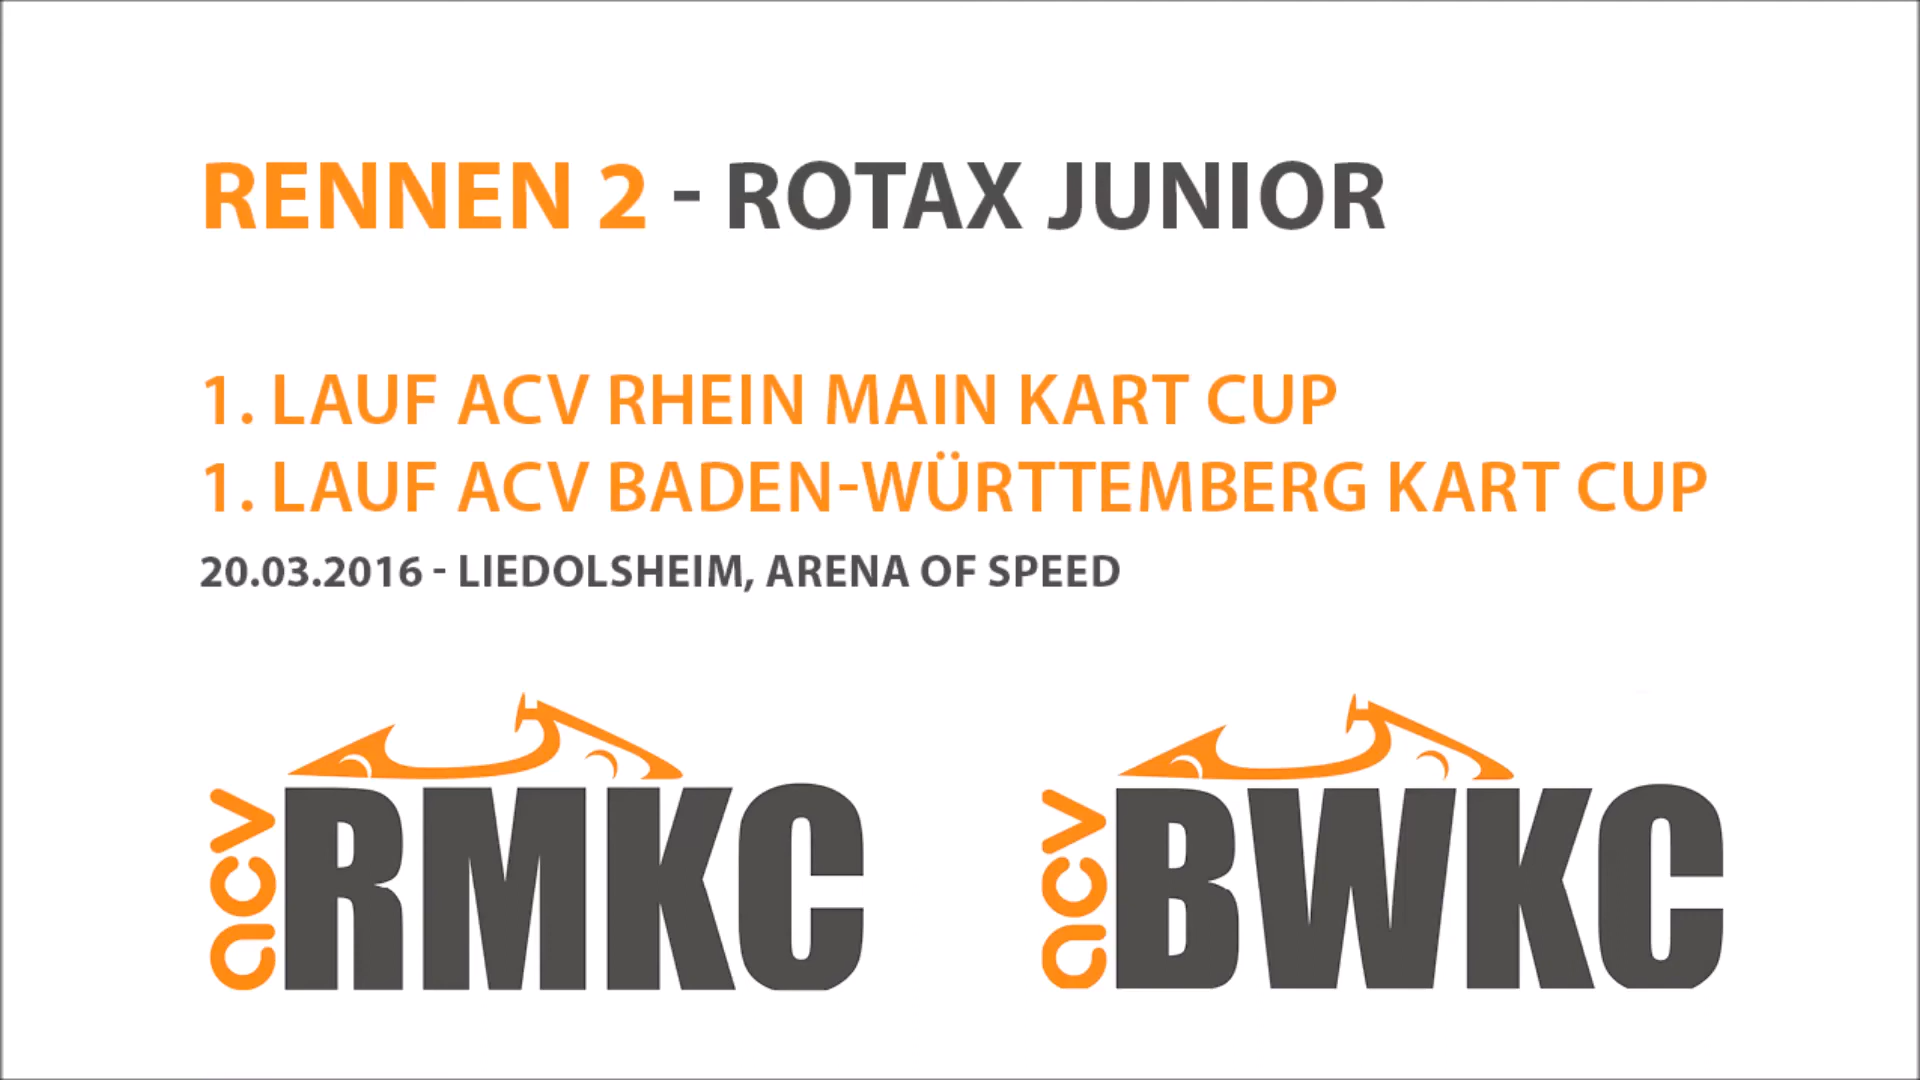 RENNEN 2 - ROTAX JUNIOR
1. LAUF ACV RHEIN MAIN KART CUP
1. LAUF ACV BADEN-WÜRTTEMBERG KART CUP
20.03.2016 - LIEDOLSHEIM, ARENA OF SPEED
acv RMKC
acv BWKC